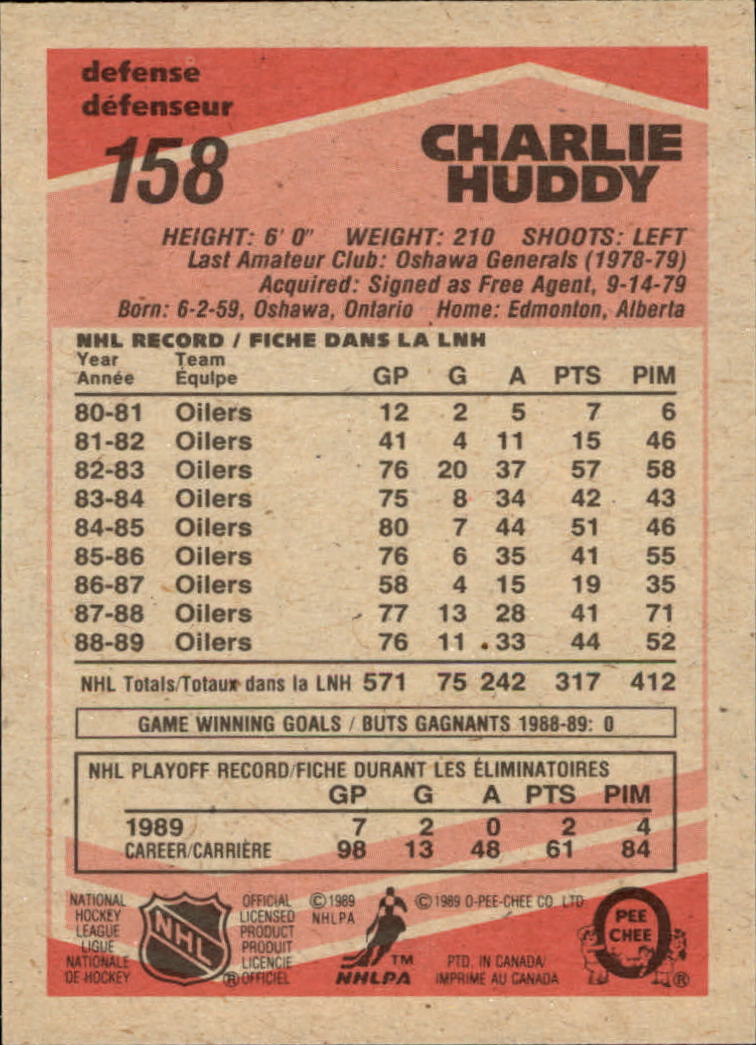 defense
défenseur
158
CHARLIE
HUDDY
HEIGHT: 6' 0" WEIGHT: 210 SHOOTS: LEFT
Last Amateur Club: Oshawa Generals (1978-79)
Acquired: Signed as Free Agent, 9-14-79
Born: 6-2-59, Oshawa, Ontario Home: Edmonton, Alberta
NHL RECORD / FICHE DANS LA LNH
Year Team
Année Équipe GP G A PTS PIM
80-81 Oilers 12 2 5 7 6
81-82 Oilers 41 4 11 15 46
82-83 Oilers 76 20 37 57 58
83-84 Oilers 75 8 34 42 43
84-85 Oilers 80 7 44 51 46
85-86 Oilers 76 6 35 41 55
86-87 Oilers 58 4 15 19 35
87-88 Oilers 77 13 28 41 71
88-89 Oilers 76 11 33 44 52
NHL Totals/Totaux dans la LNH 571 75 242 317 412
GAME WINNING GOALS / BUTS GAGNANTS 1988-89: 0
NHL PLAYOFF RECORD/FICHE DURANT LES ÉLIMINATOIRES
GP G A PTS PIM
1989 7 2 0 2 4
CAREER/CARRIÈRE 98 13 48 61 84
NATIONAL
HOCKEY
LEAGUE
LIGUE
NATIONALE
DE HOCKEY
NHL
®
OFFICIAL
LICENSED
PRODUCT
PRODUIT
LICENCIE
OFFICIEL
©1989
NHLPA
TM
NHLPA
©1989 O-PEE-CHEE CO. LTD.
PTD. IN CANADA/
IMPRIME AU CANADA
O
PEE
CHEE
®